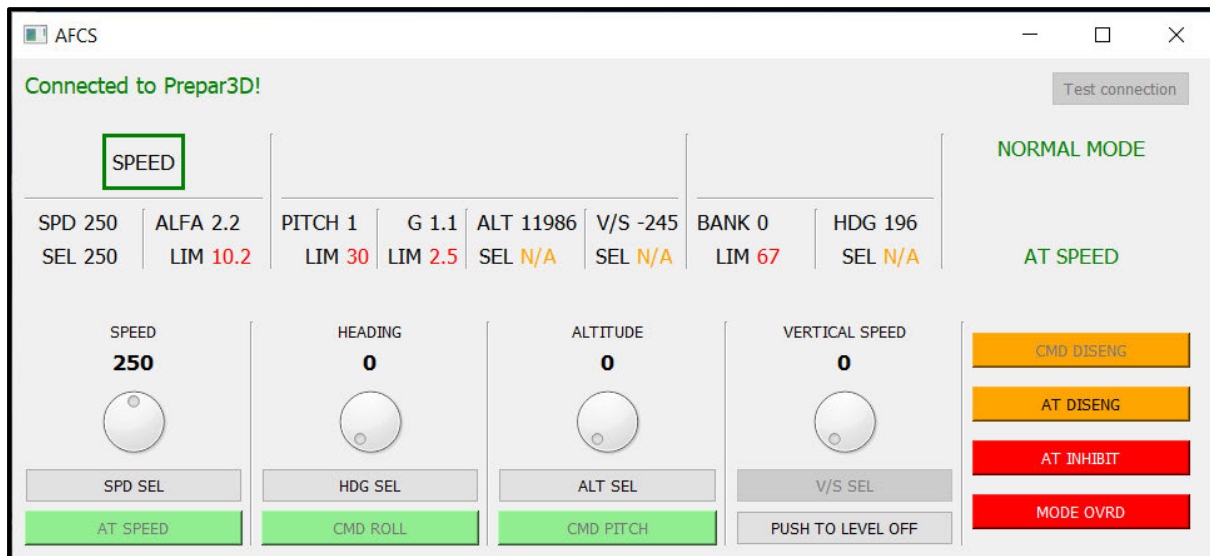 AFCS
Connected to Prepar3D!
Test connection
SPEED
NORMAL MODE
SPD 250 ALFA 2.2 PITCH 1 G 1.1 ALT 11986 V/S -245 BANK 0 HDG 196
SEL 250 LIM 10.2 LIM 30 LIM 2.5 SEL N/A SEL N/A LIM 67 SEL N/A
AT SPEED
SPEED HEADING ALTITUDE VERTICAL SPEED
250 0 0 0
CMD DISENG
AT DISENG
AT INHIBIT
MODE OVRD
SPD SEL HDG SEL ALT SEL V/S SEL
AT SPEED CMD ROLL CMD PITCH PUSH TO LEVEL OFF